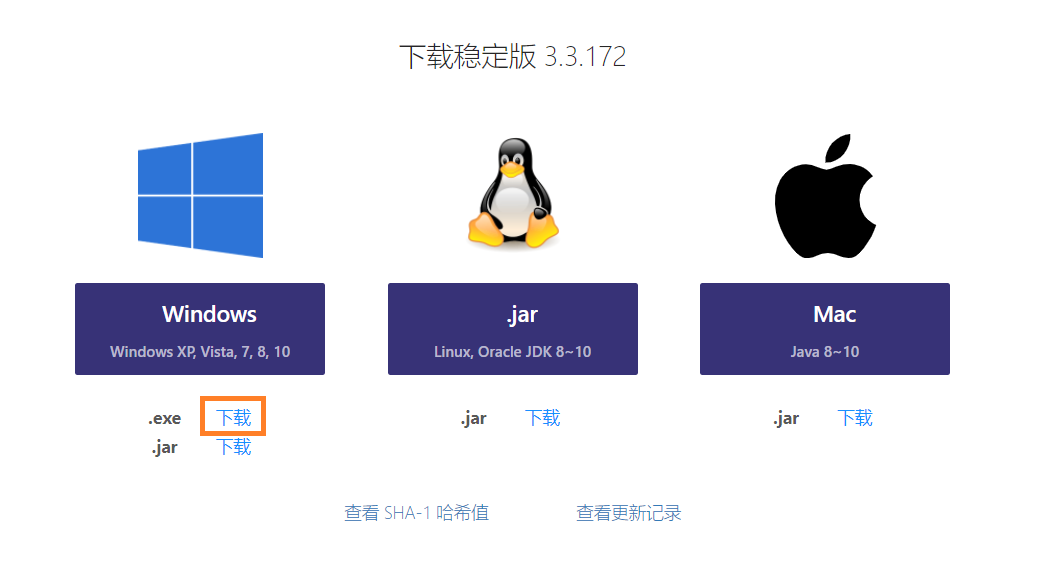 下载稳定版 3.3.172
Windows
Windows XP, Vista, 7, 8, 10
.exe 下载
.jar 下载
.jar
Linux, Oracle JDK 8~10
.jar 下载
Mac
Java 8~10
.jar 下载
查看 SHA-1 哈希值 查看更新记录